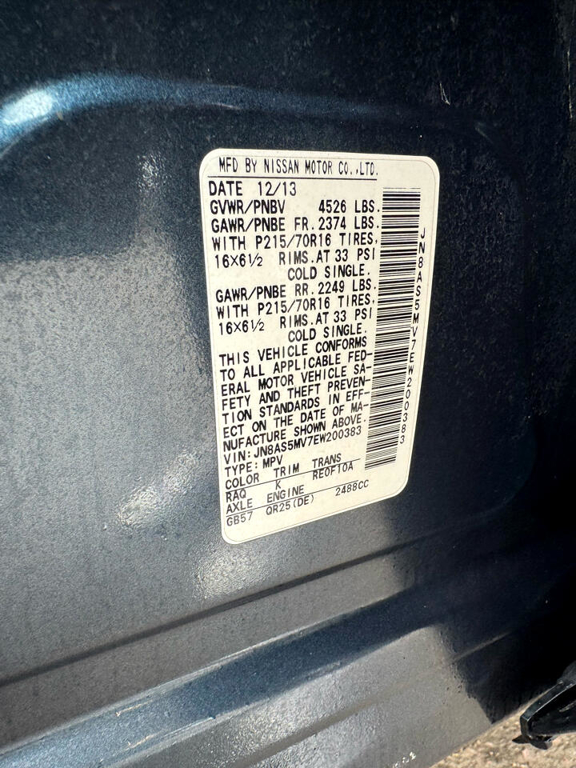 MFD BY NISSAN MOTOR CO.,LTD.
DATE 12/13
GVWR/PNBV 4526 LBS.
GAWR/PNBE FR. 2374 LBS.
WITH P215/70R16 TIRES,
16X6½ RIMS. AT 33 PSI
COLD SINGLE.
GAWR/PNBE RR. 2249 LBS.
WITH P215/70R16 TIRES,
16X6½ RIMS. AT 33 PSI
COLD SINGLE.
THIS VEHICLE CONFORMS
TO ALL APPLICABLE FED-
ERAL MOTOR VEHICLE SA-
FETY AND THEFT PREVEN-
TION STANDARDS IN EFF-
ECT ON THE DATE OF MA-
NUFACTURE SHOWN ABOVE.
VIN: JN8AS5MV7EW200383
TYPE: MPV
COLOR TRIM TRANS
RAQ K RE0F10A
AXLE ENGINE
GB57 QR25(DE) 2488CC
JN8AS5MV7EW200383